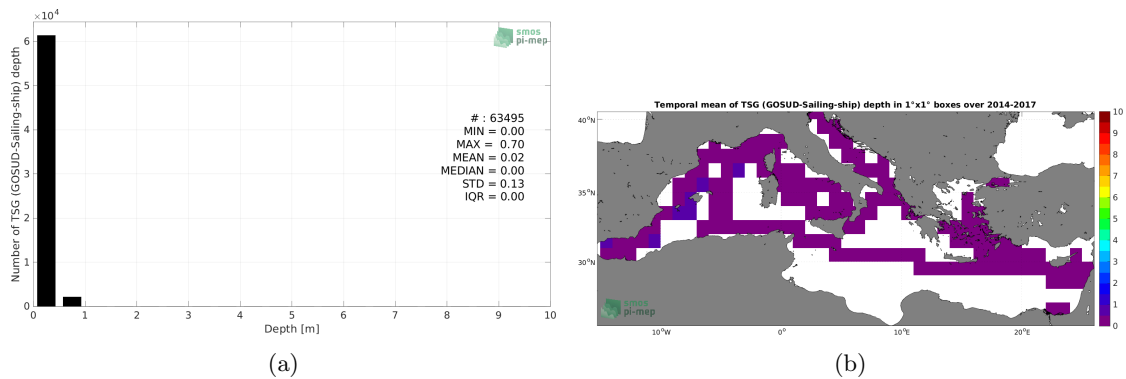 ×10⁴
6
5
4
3
2
1
0
Number of TSG (GOSUD-Sailing-ship) depth
0 1 2 3 4 5 6 7 8 9 10
Depth [m]
smos
pi-mep
# : 63495
MIN = 0.00
MAX = 0.70
MEAN = 0.02
MEDIAN = 0.00
STD = 0.13
IQR = 0.00
(a)
Temporal mean of TSG (GOSUD-Sailing-ship) depth in 1°x1° boxes over 2014-2017
40°N
35°N
30°N
10°W 0° 10°E 20°E
smos
pi-mep
10
9
8
7
6
5
4
3
2
1
0
(b)